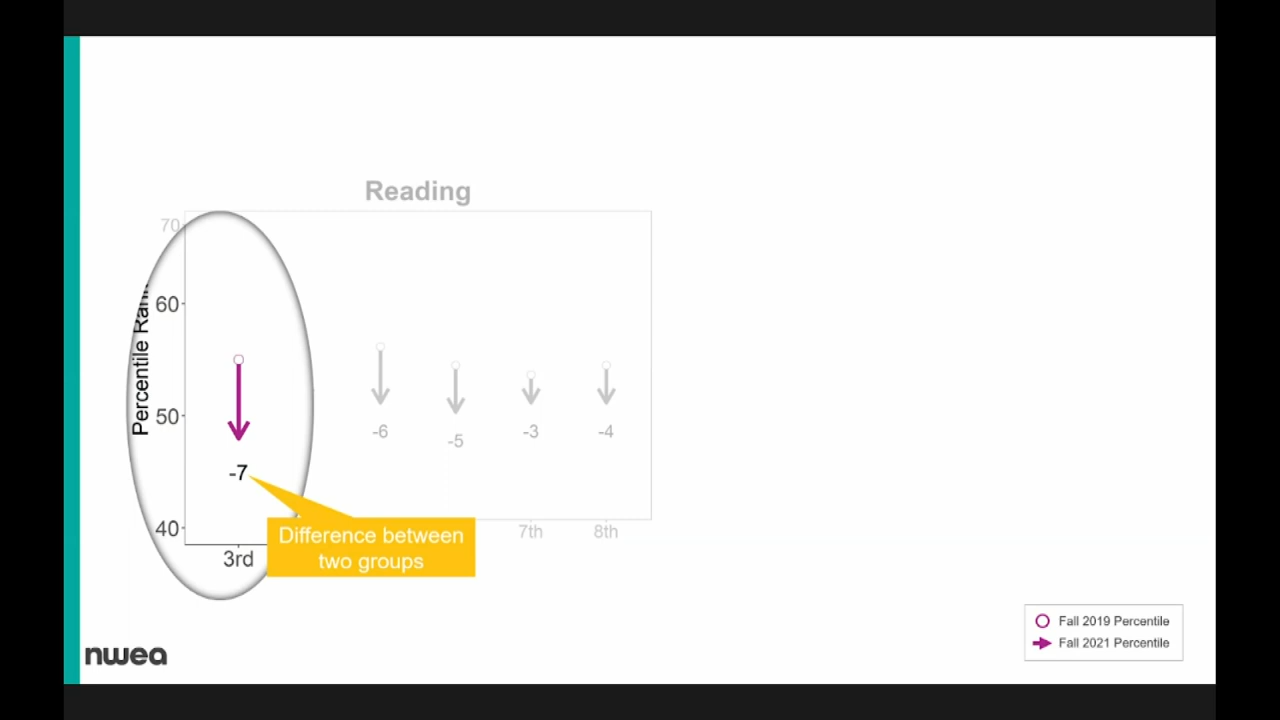 Reading
70
60
50
40
Percentile Ran
-7
-6
-5
-3
-4
3rd
7th
8th
Difference between
two groups
Fall 2019 Percentile
Fall 2021 Percentile
nwea